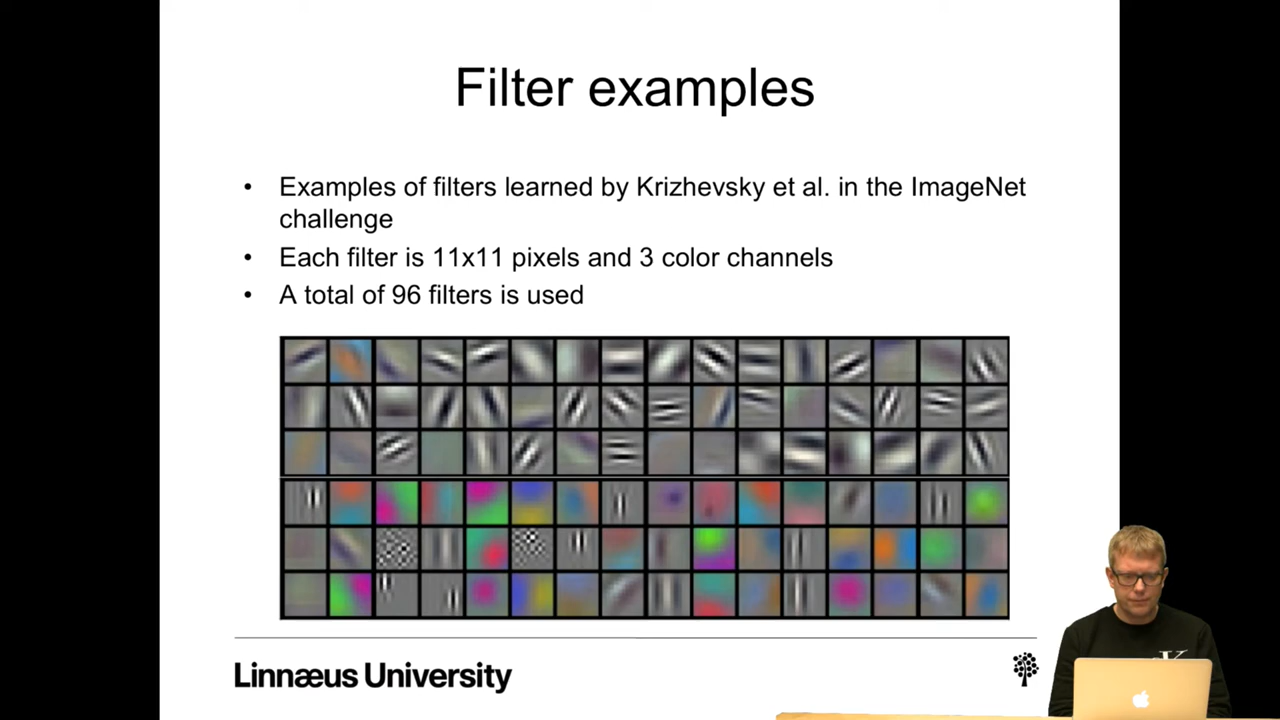 Filter examples
• Examples of filters learned by Krizhevsky et al. in the ImageNet
challenge
• Each filter is 11x11 pixels and 3 color channels
• A total of 96 filters is used
Linnæus University